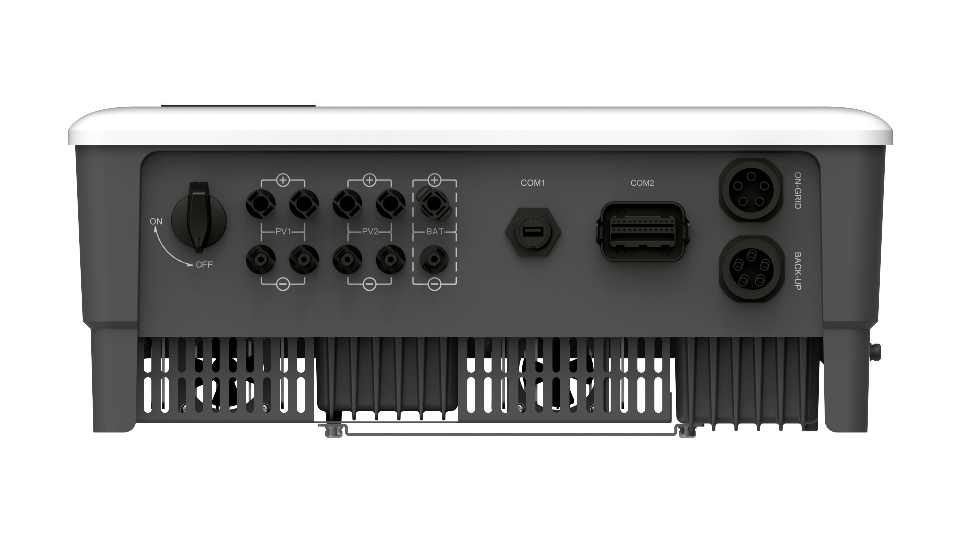 ON
OFF
+
+
+
PV1
PV2
BAT
−
−
−
COM1
COM2
ON-GRID
BACK-UP